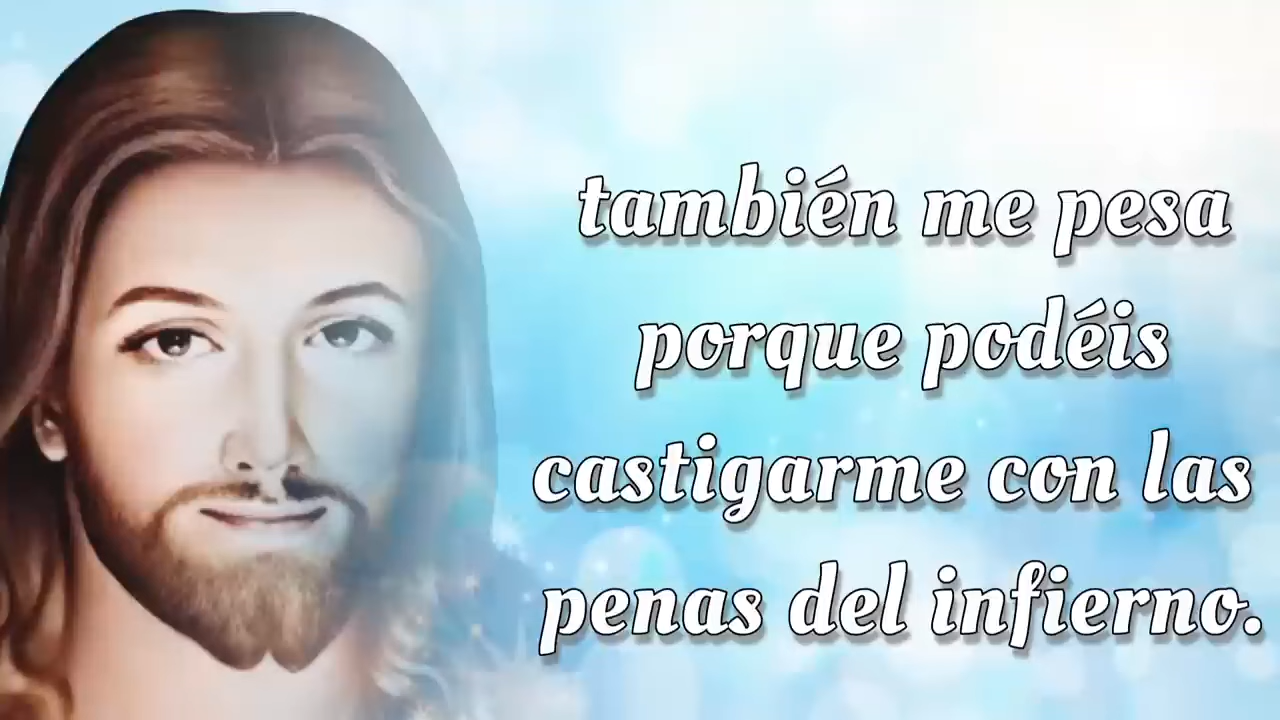 también me pesa
porque podéis
castigarme con las
penas del infierno.